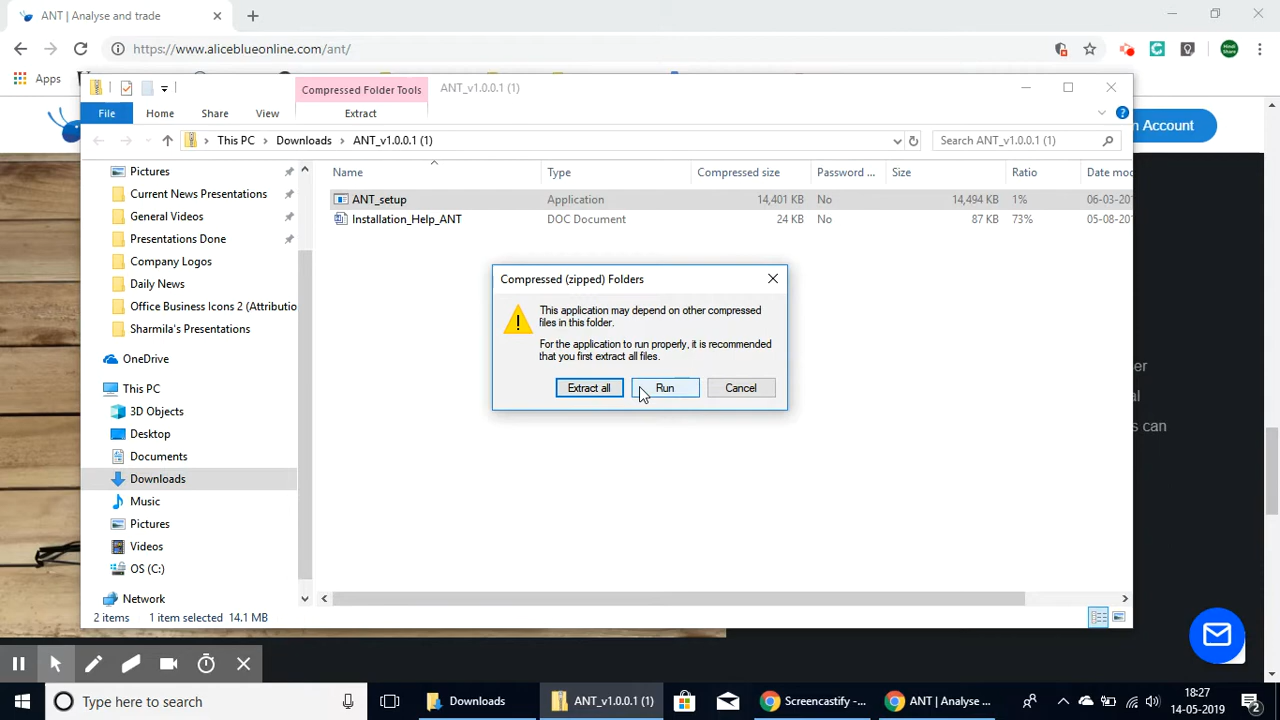 ANT | Analyse and trade
https://www.aliceblueonline.com/ant/
Apps
Compressed Folder Tools
ANT_v1.0.0.1 (1)
File
Home
Share
View
Extract
This PC
Downloads
ANT_v1.0.0.1 (1)
Search ANT_v1.0.0.1 (1)
n Account
Name
Type
Compressed size
Password ...
Size
Ratio
Date mod
ANT_setup
Application
14,401 KB
No
14,494 KB
1%
06-03-201
Installation_Help_ANT
DOC Document
24 KB
No
87 KB
73%
05-08-201
Pictures
Current News Presentations
General Videos
Presentations Done
Company Logos
Daily News
Office Business Icons 2 (Attributio
Sharmila's Presentations
OneDrive
This PC
3D Objects
Desktop
Documents
Downloads
Music
Pictures
Videos
OS (C:)
Network
Compressed (zipped) Folders
This application may depend on other compressed
files in this folder.
For the application to run properly, it is recommended
that you first extract all files.
Extract all
Run
Cancel
er
al
s can
2 items
1 item selected 14.1 MB
Type here to search
Downloads
ANT_v1.0.0.1 (1)
Screencastify -...
ANT | Analyse ...
18:27
14-05-2019
2